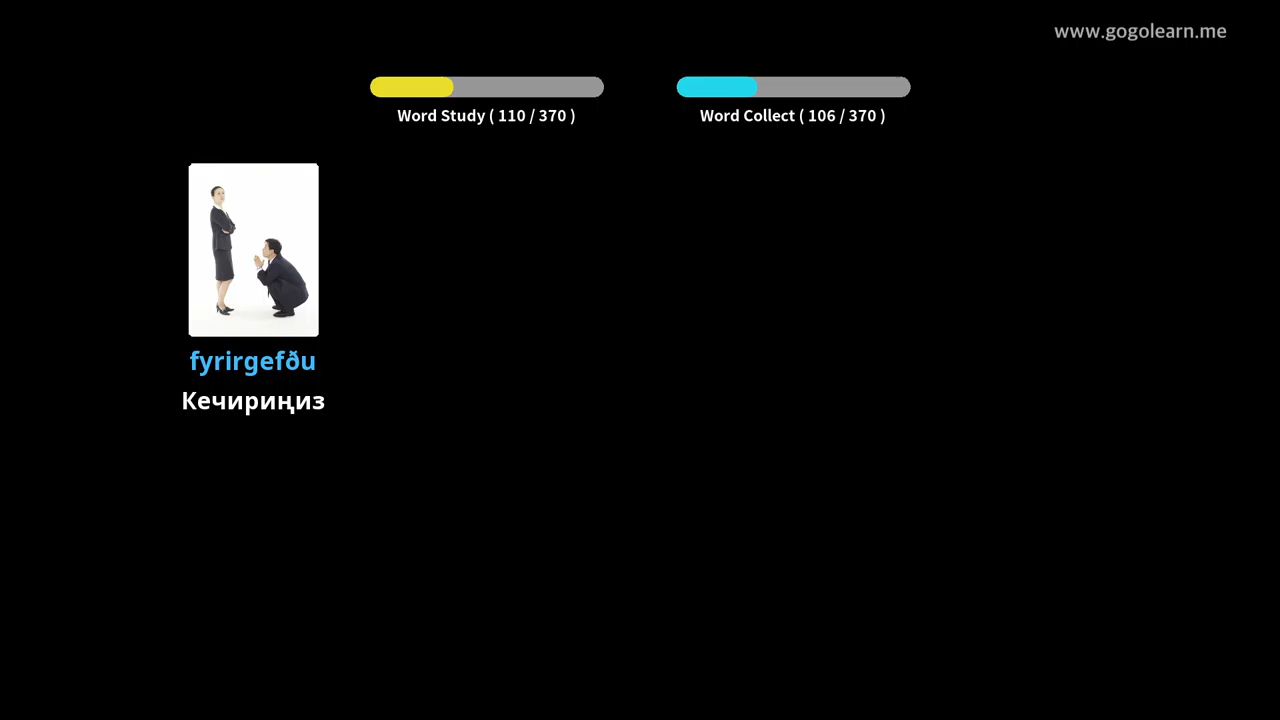 www.gogolearn.me
Word Study ( 110 / 370 )
Word Collect ( 106 / 370 )
fyrirgefðu
Кечириңиз